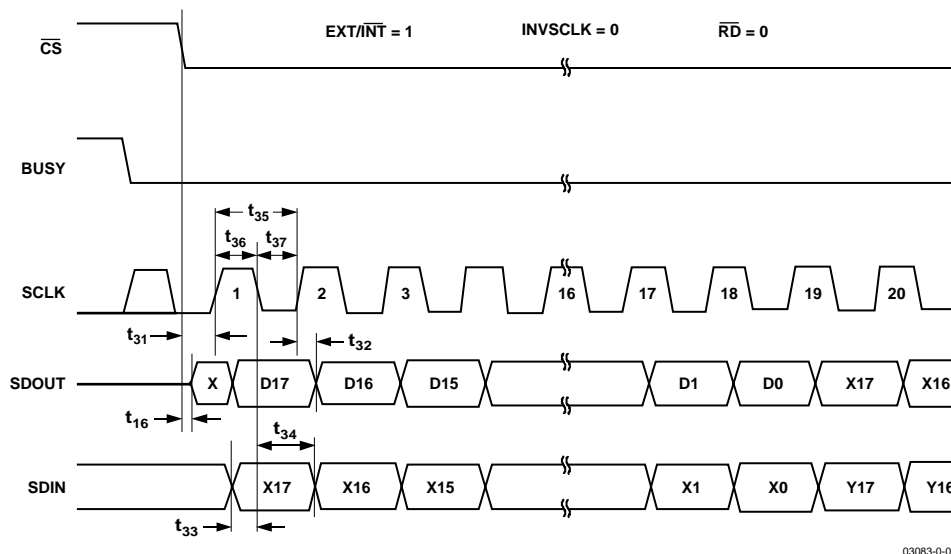 EXT/INT = 1 INVSCLK = 0 RD = 0
CS
BUSY
t35
t36 t37
SCLK 1 2 3 16 17 18 19 20
t31
t32
SDOUT X D17 D16 D15 D1 D0 X17 X16
t16
t34
SDIN X17 X16 X15 X1 X0 Y17 Y16
t33